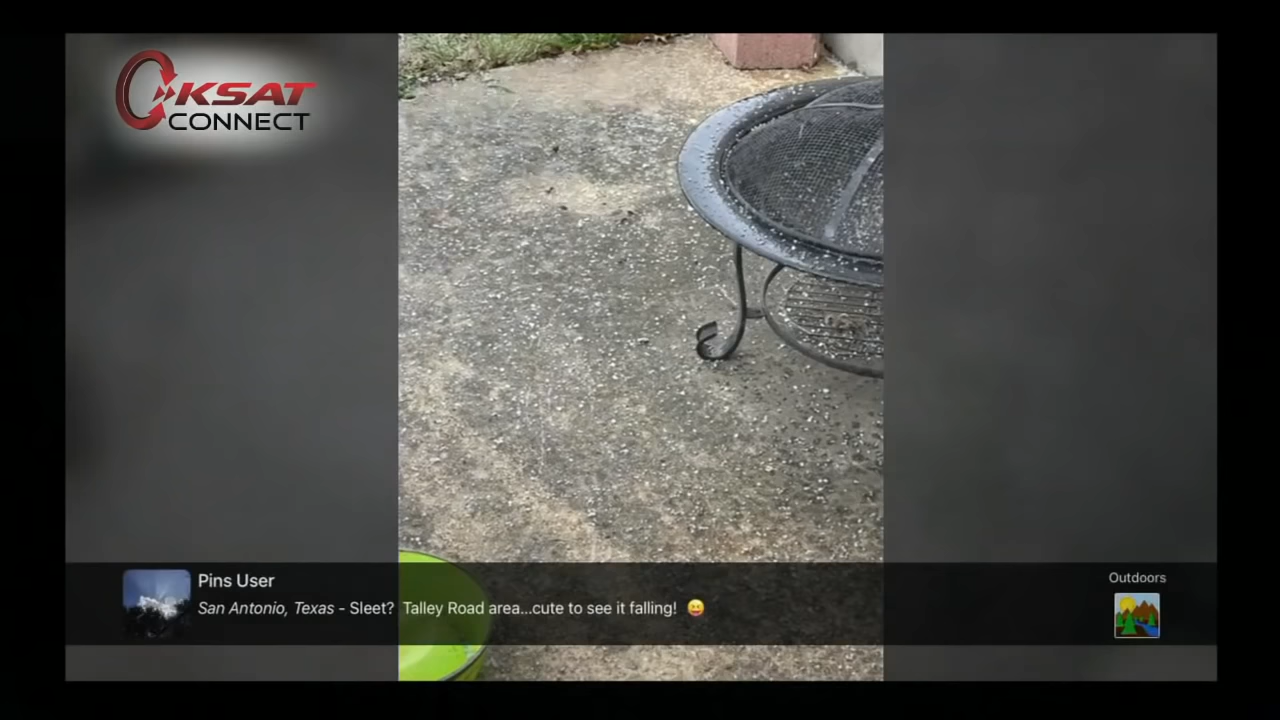 KSAT
CONNECT
Pins User
San Antonio, Texas - Sleet? Talley Road area...cute to see it falling! 😝
Outdoors